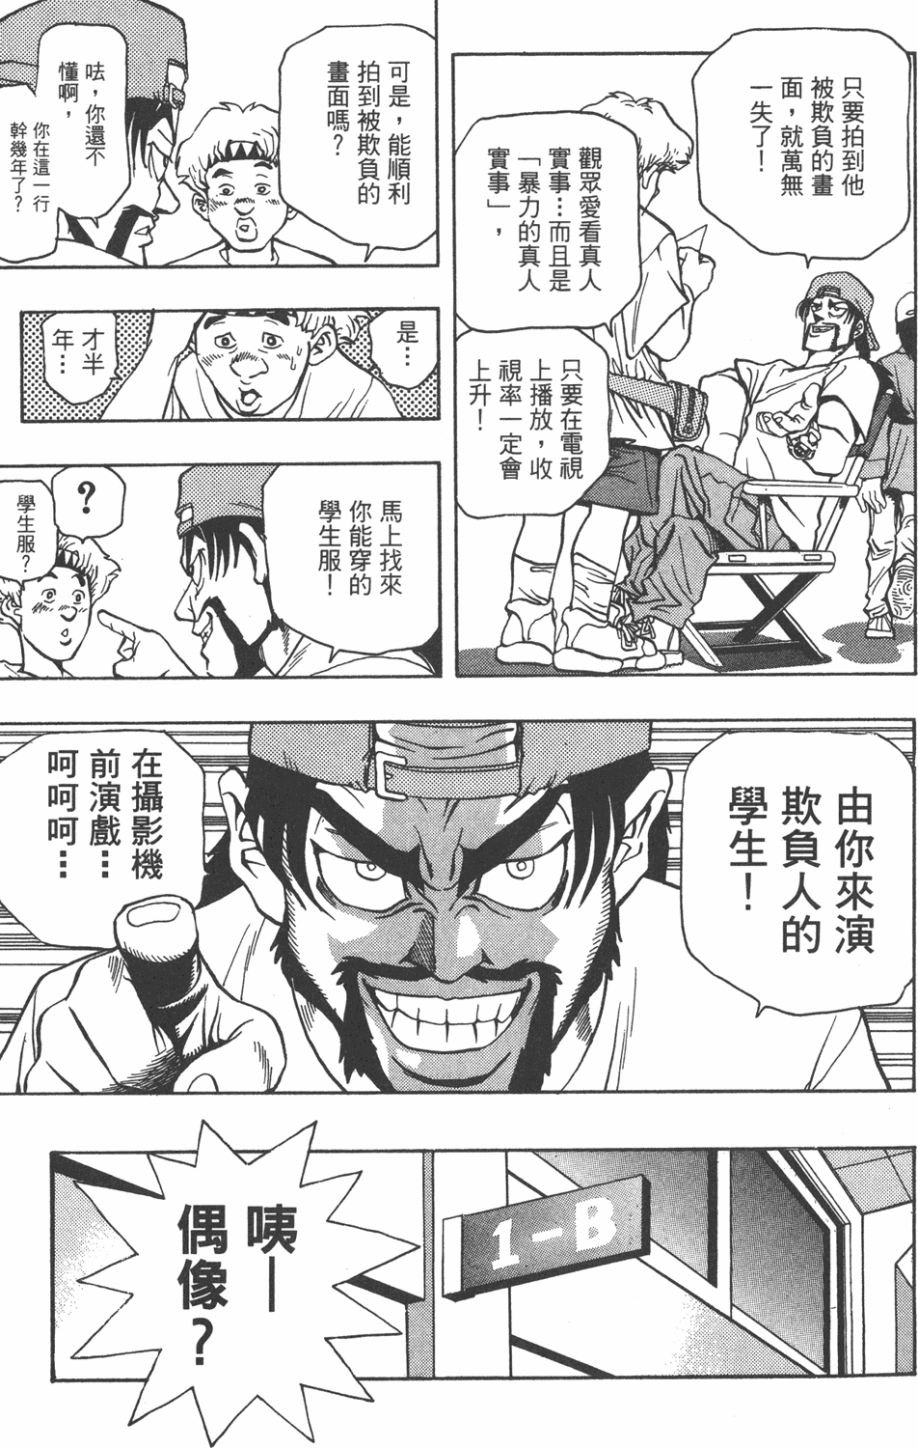 只要拍到他
被欺負的畫
面，就萬無
一失了！
觀眾愛看真人
實事…而且是
「暴力的真人
實事」，
只要在電視
上播放，收
視率一定會
上升！
可是，能順利
拍到被欺負的
畫面嗎？
呿，你還不
懂啊，
你在這一行
幹幾年了？
是…
才半
年…
馬上找來
你能穿的
學生服！
？
學生服？
由你來演
欺負人的
學生！
在攝影機
前演戲…
呵呵呵…
1-B
咦—
偶像？